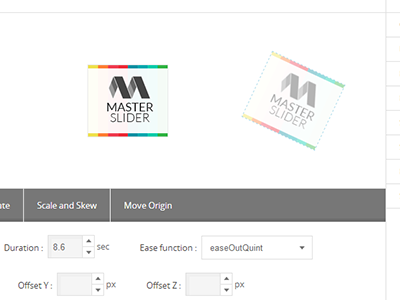 MASTER
SLIDER
MASTER
SLIDER
Scale and Skew
Move Origin
Duration : 8.6 sec
Ease function : easeOutQuint
Offset Y : px
Offset Z : px